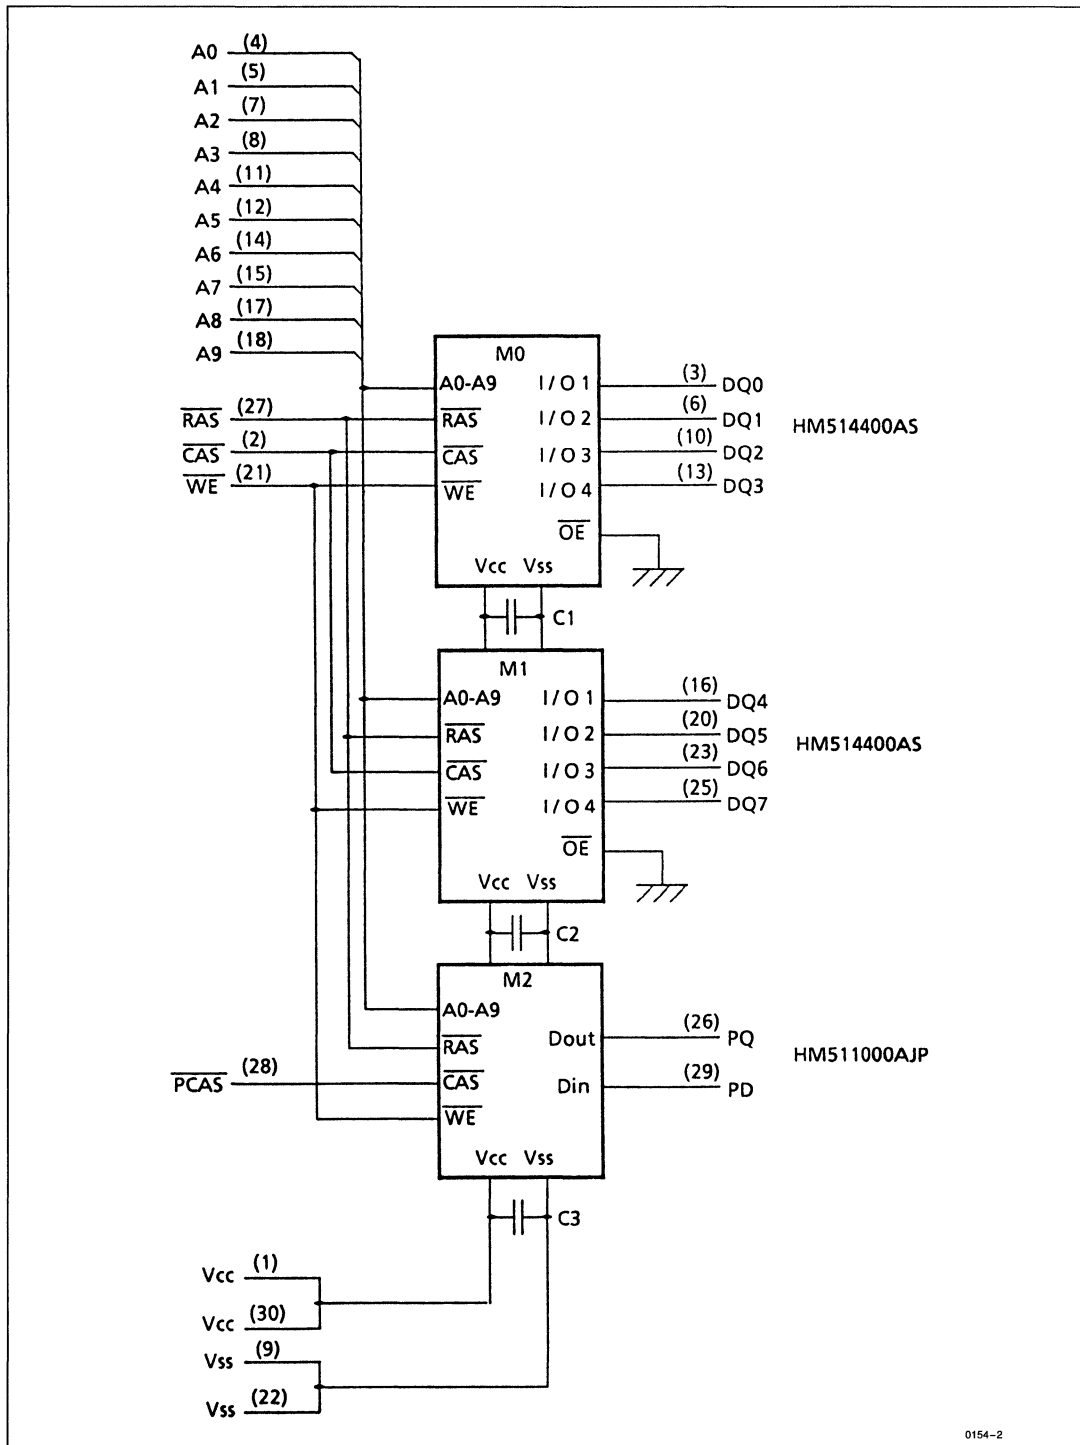 A0 (4)
A1 (5)
A2 (7)
A3 (8)
A4 (11)
A5 (12)
A6 (14)
A7 (15)
A8 (17)
A9 (18)
RAS (27)
CAS (2)
WE (21)
M0
A0-A9 I/O 1 (3) DQ0
RAS I/O 2 (6) DQ1
CAS I/O 3 (10) DQ2
WE I/O 4 (13) DQ3
HM514400AS
OE
Vcc Vss
C1
M1
A0-A9 I/O 1 (16) DQ4
RAS I/O 2 (20) DQ5
CAS I/O 3 (23) DQ6
WE I/O 4 (25) DQ7
HM514400AS
OE
Vcc Vss
C2
M2
A0-A9
RAS Dout (26) PQ
HM511000AJP
PCAS (28) CAS Din (29) PD
WE
Vcc Vss
C3
Vcc (1)
Vcc (30)
Vss (9)
Vss (22)
0154-2